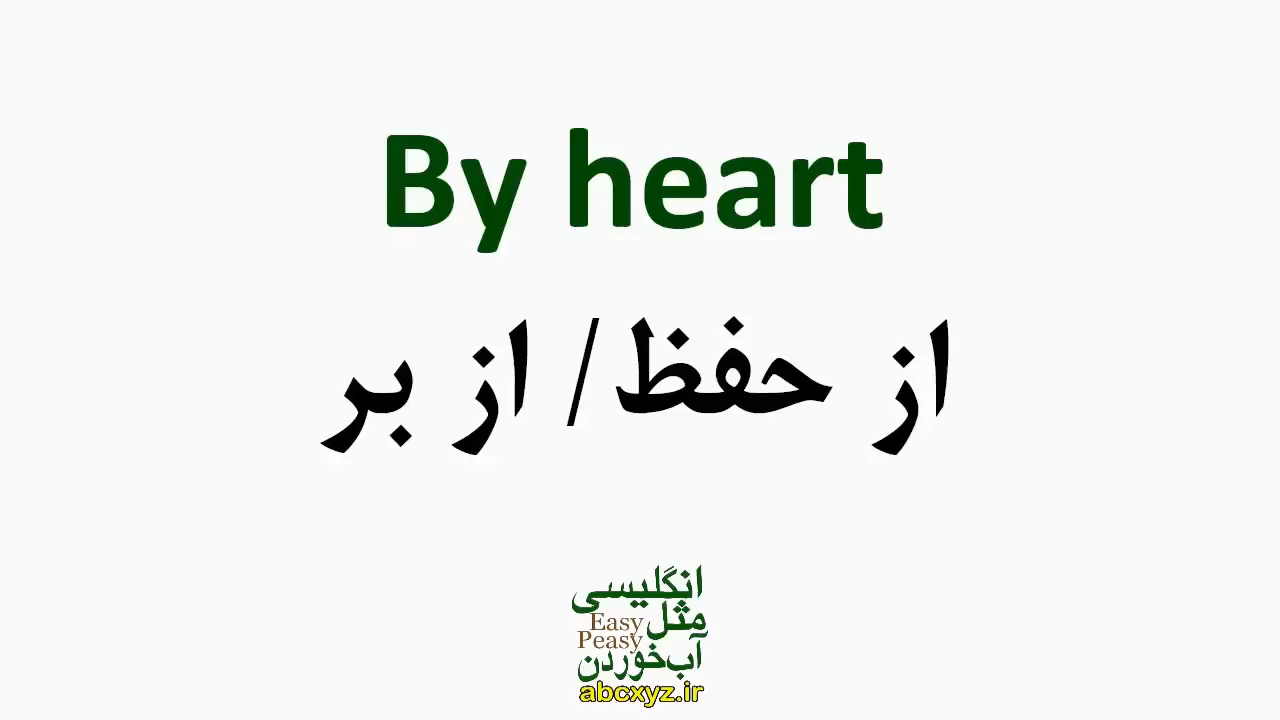 By heart
از حفظ/ از بر
انگلیسی
مثل Easy
Peasy
آب‌خوردن
abcxyz.ir